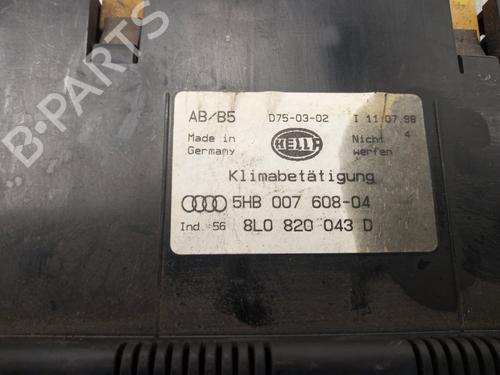 AB/B5 D75-03-02 I 11.07.98
Made in Germany
HELLA
Nicht werfen
4
Klimabetätigung
5HB 007 608-04
Ind. 56 8L0 820 043 D
B-PARTS